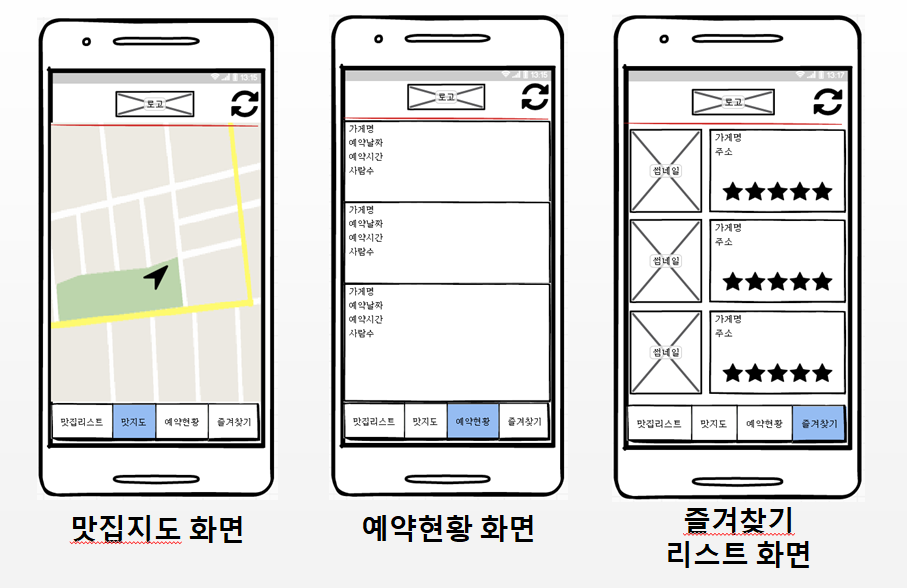 13:15
로고
맛집리스트 맛지도 예약현황 즐겨찾기
맛집지도 화면
13:15
로고
가게명
예약날짜
예약시간
사람수
가게명
예약날짜
예약시간
사람수
가게명
예약날짜
예약시간
사람수
맛집리스트 맛지도 예약현황 즐겨찾기
예약현황 화면
13:17
로고
썸네일
가게명
주소
썸네일
가게명
주소
썸네일
가게명
주소
맛집리스트 맛지도 예약현황 즐겨찾기
즐겨찾기
리스트 화면